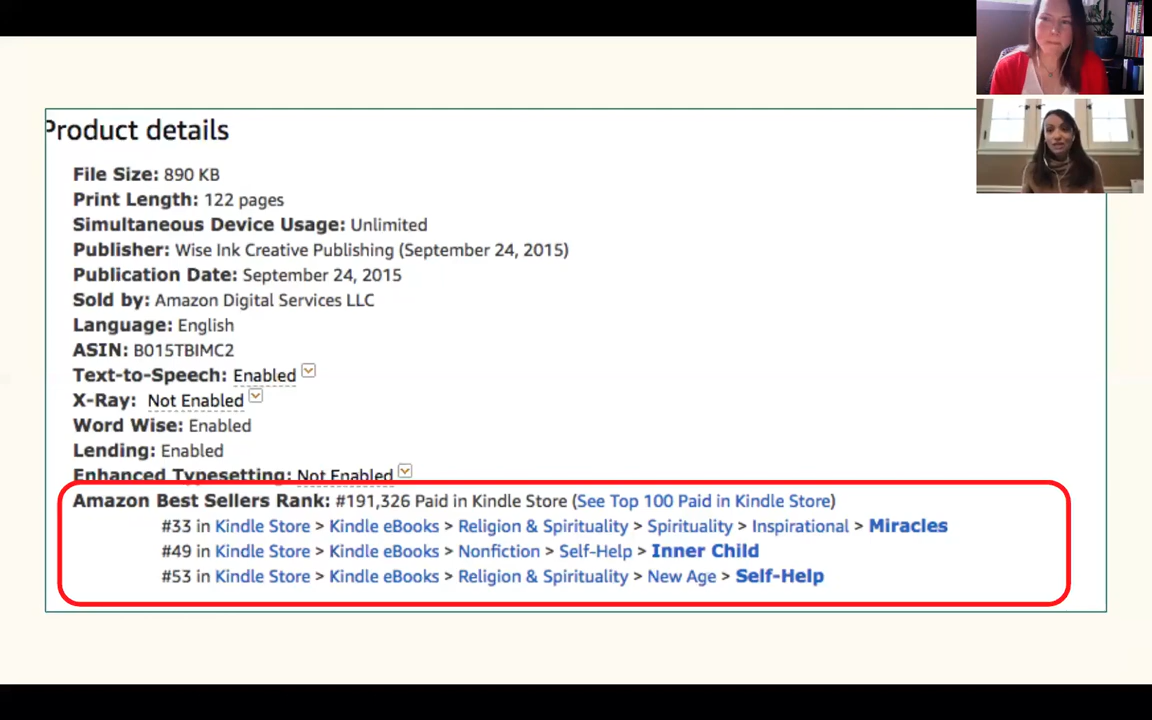 Product details
File Size: 890 KB
Print Length: 122 pages
Simultaneous Device Usage: Unlimited
Publisher: Wise Ink Creative Publishing (September 24, 2015)
Publication Date: September 24, 2015
Sold by: Amazon Digital Services LLC
Language: English
ASIN: B015TBIMC2
Text-to-Speech: Enabled
X-Ray: Not Enabled
Word Wise: Enabled
Lending: Enabled
Enhanced Typesetting: Not Enabled
Amazon Best Sellers Rank: #191,326 Paid in Kindle Store (See Top 100 Paid in Kindle Store)
#33 in Kindle Store > Kindle eBooks > Religion & Spirituality > Spirituality > Inspirational > Miracles
#49 in Kindle Store > Kindle eBooks > Nonfiction > Self-Help > Inner Child
#53 in Kindle Store > Kindle eBooks > Religion & Spirituality > New Age > Self-Help